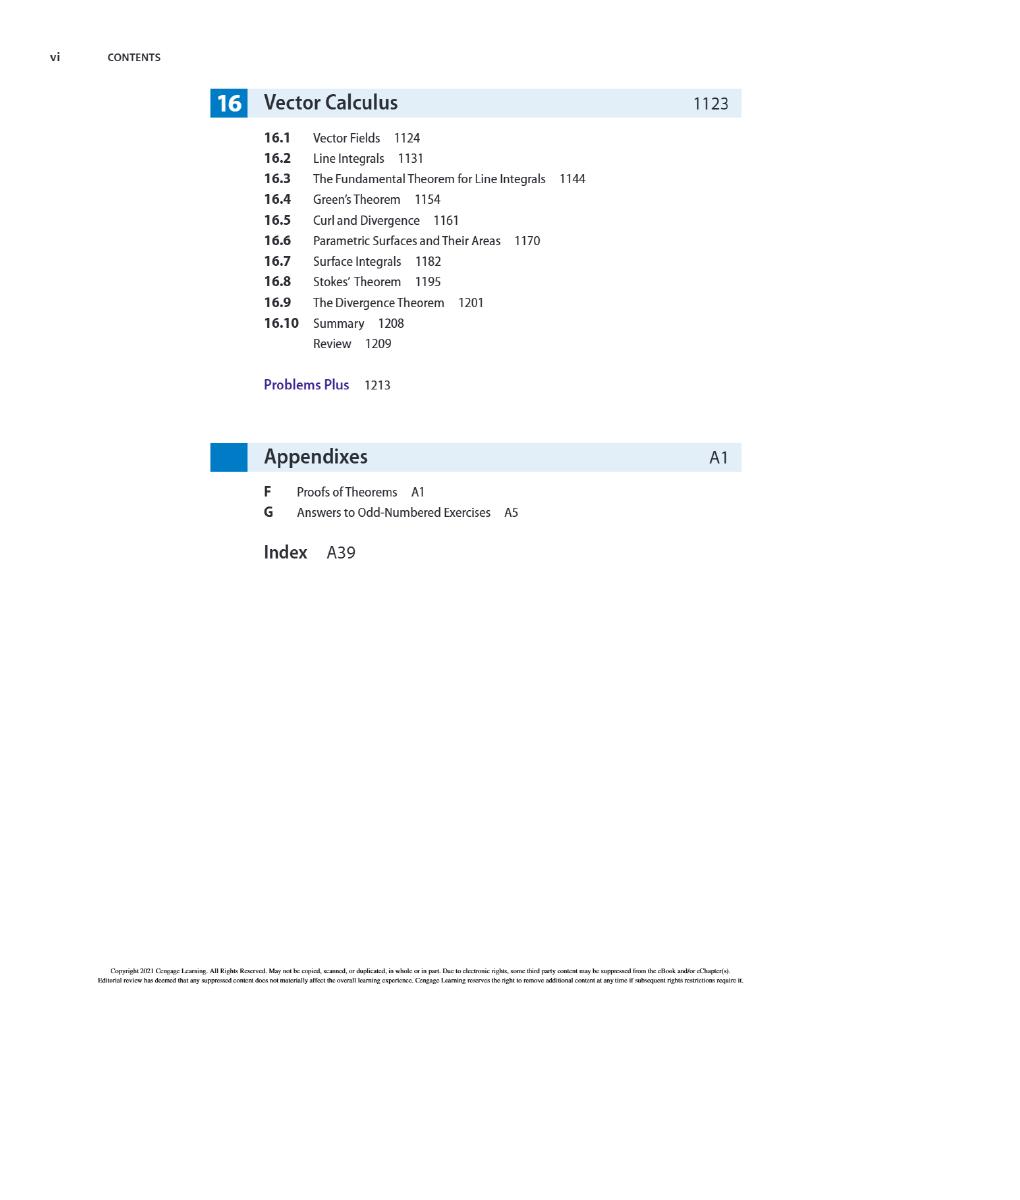 vi CONTENTS
16 Vector Calculus 1123
16.1 Vector Fields 1124
16.2 Line Integrals 1131
16.3 The Fundamental Theorem for Line Integrals 1144
16.4 Green's Theorem 1154
16.5 Curl and Divergence 1161
16.6 Parametric Surfaces and Their Areas 1170
16.7 Surface Integrals 1182
16.8 Stokes' Theorem 1195
16.9 The Divergence Theorem 1201
16.10 Summary 1208
Review 1209
Problems Plus 1213
Appendixes A1
F Proofs of Theorems A1
G Answers to Odd-Numbered Exercises A5
Index A39
Copyright 2021 Cengage Learning. All Rights Reserved. May not be copied, scanned, or duplicated, in whole or in part. Due to electronic rights, some third party content may be suppressed from the eBook and/or eChapter(s).
Editorial review has deemed that any suppressed content does not materially affect the overall learning experience. Cengage Learning reserves the right to remove additional content at any time if subsequent rights restrictions require it.